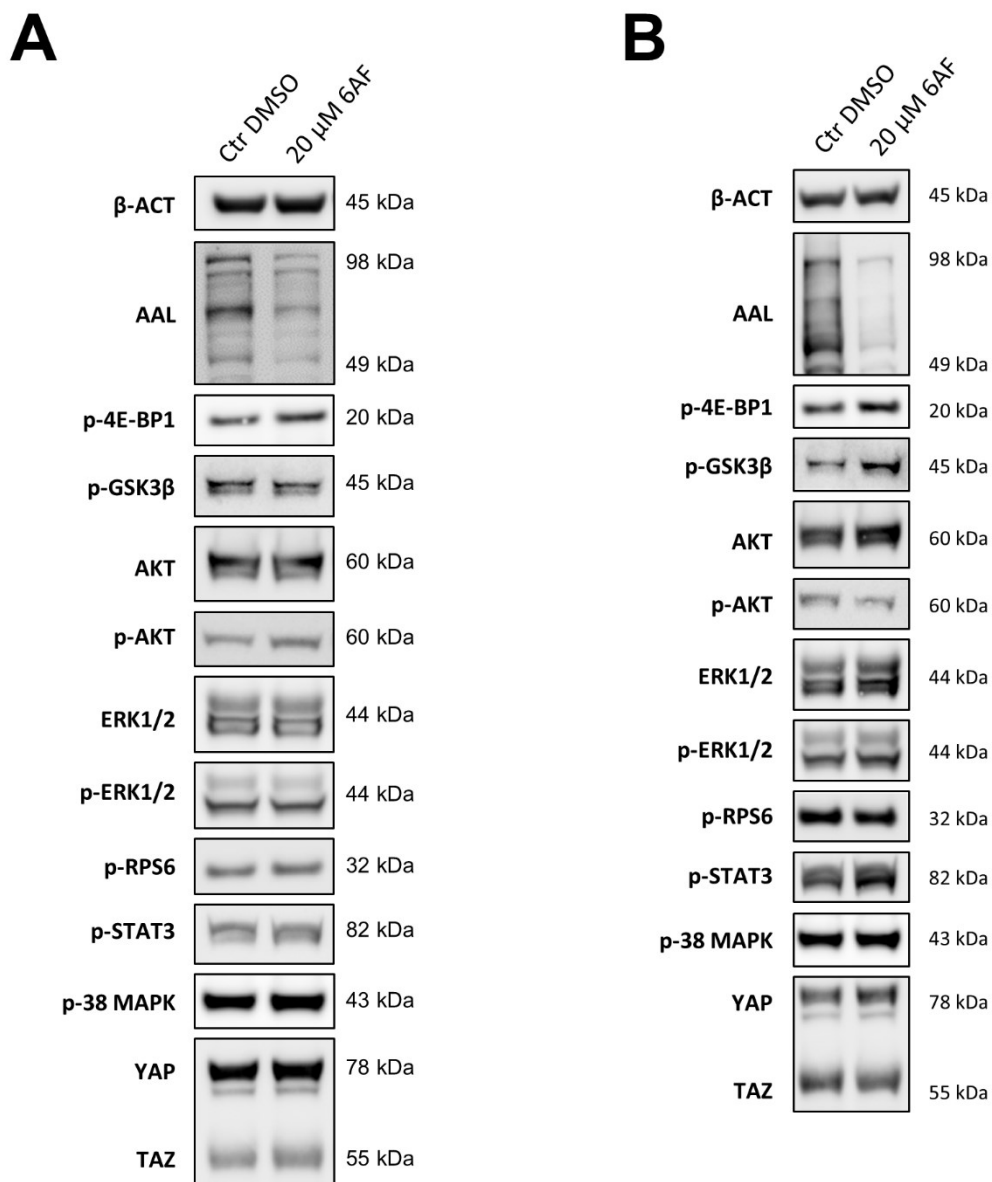 A
Ctr DMSO
20 µM 6AF
β-ACT
45 kDa
AAL
98 kDa
49 kDa
p-4E-BP1
20 kDa
p-GSK3β
45 kDa
AKT
60 kDa
p-AKT
60 kDa
ERK1/2
44 kDa
p-ERK1/2
44 kDa
p-RPS6
32 kDa
p-STAT3
82 kDa
p-38 MAPK
43 kDa
YAP
78 kDa
TAZ
55 kDa
B
Ctr DMSO
20 µM 6AF
β-ACT
45 kDa
AAL
98 kDa
49 kDa
p-4E-BP1
20 kDa
p-GSK3β
45 kDa
AKT
60 kDa
p-AKT
60 kDa
ERK1/2
44 kDa
p-ERK1/2
44 kDa
p-RPS6
32 kDa
p-STAT3
82 kDa
p-38 MAPK
43 kDa
YAP
78 kDa
TAZ
55 kDa